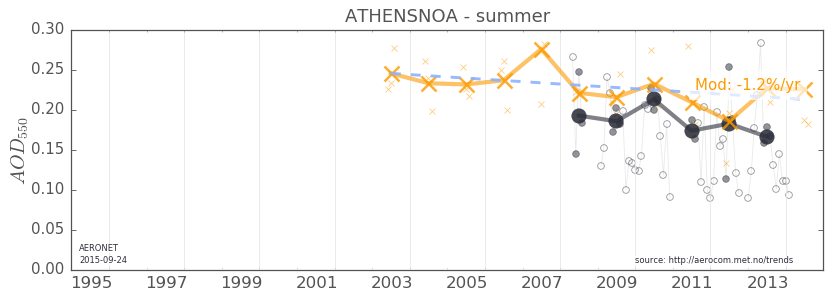 ATHENSNOA - summer
0.30
0.25
0.20
0.15
0.10
0.05
0.00
AOD550
Mod: -1.2%/yr
AERONET
2015-09-24
source: http://aerocom.met.no/trends
1995 1997 1999 2001 2003 2005 2007 2009 2011 2013